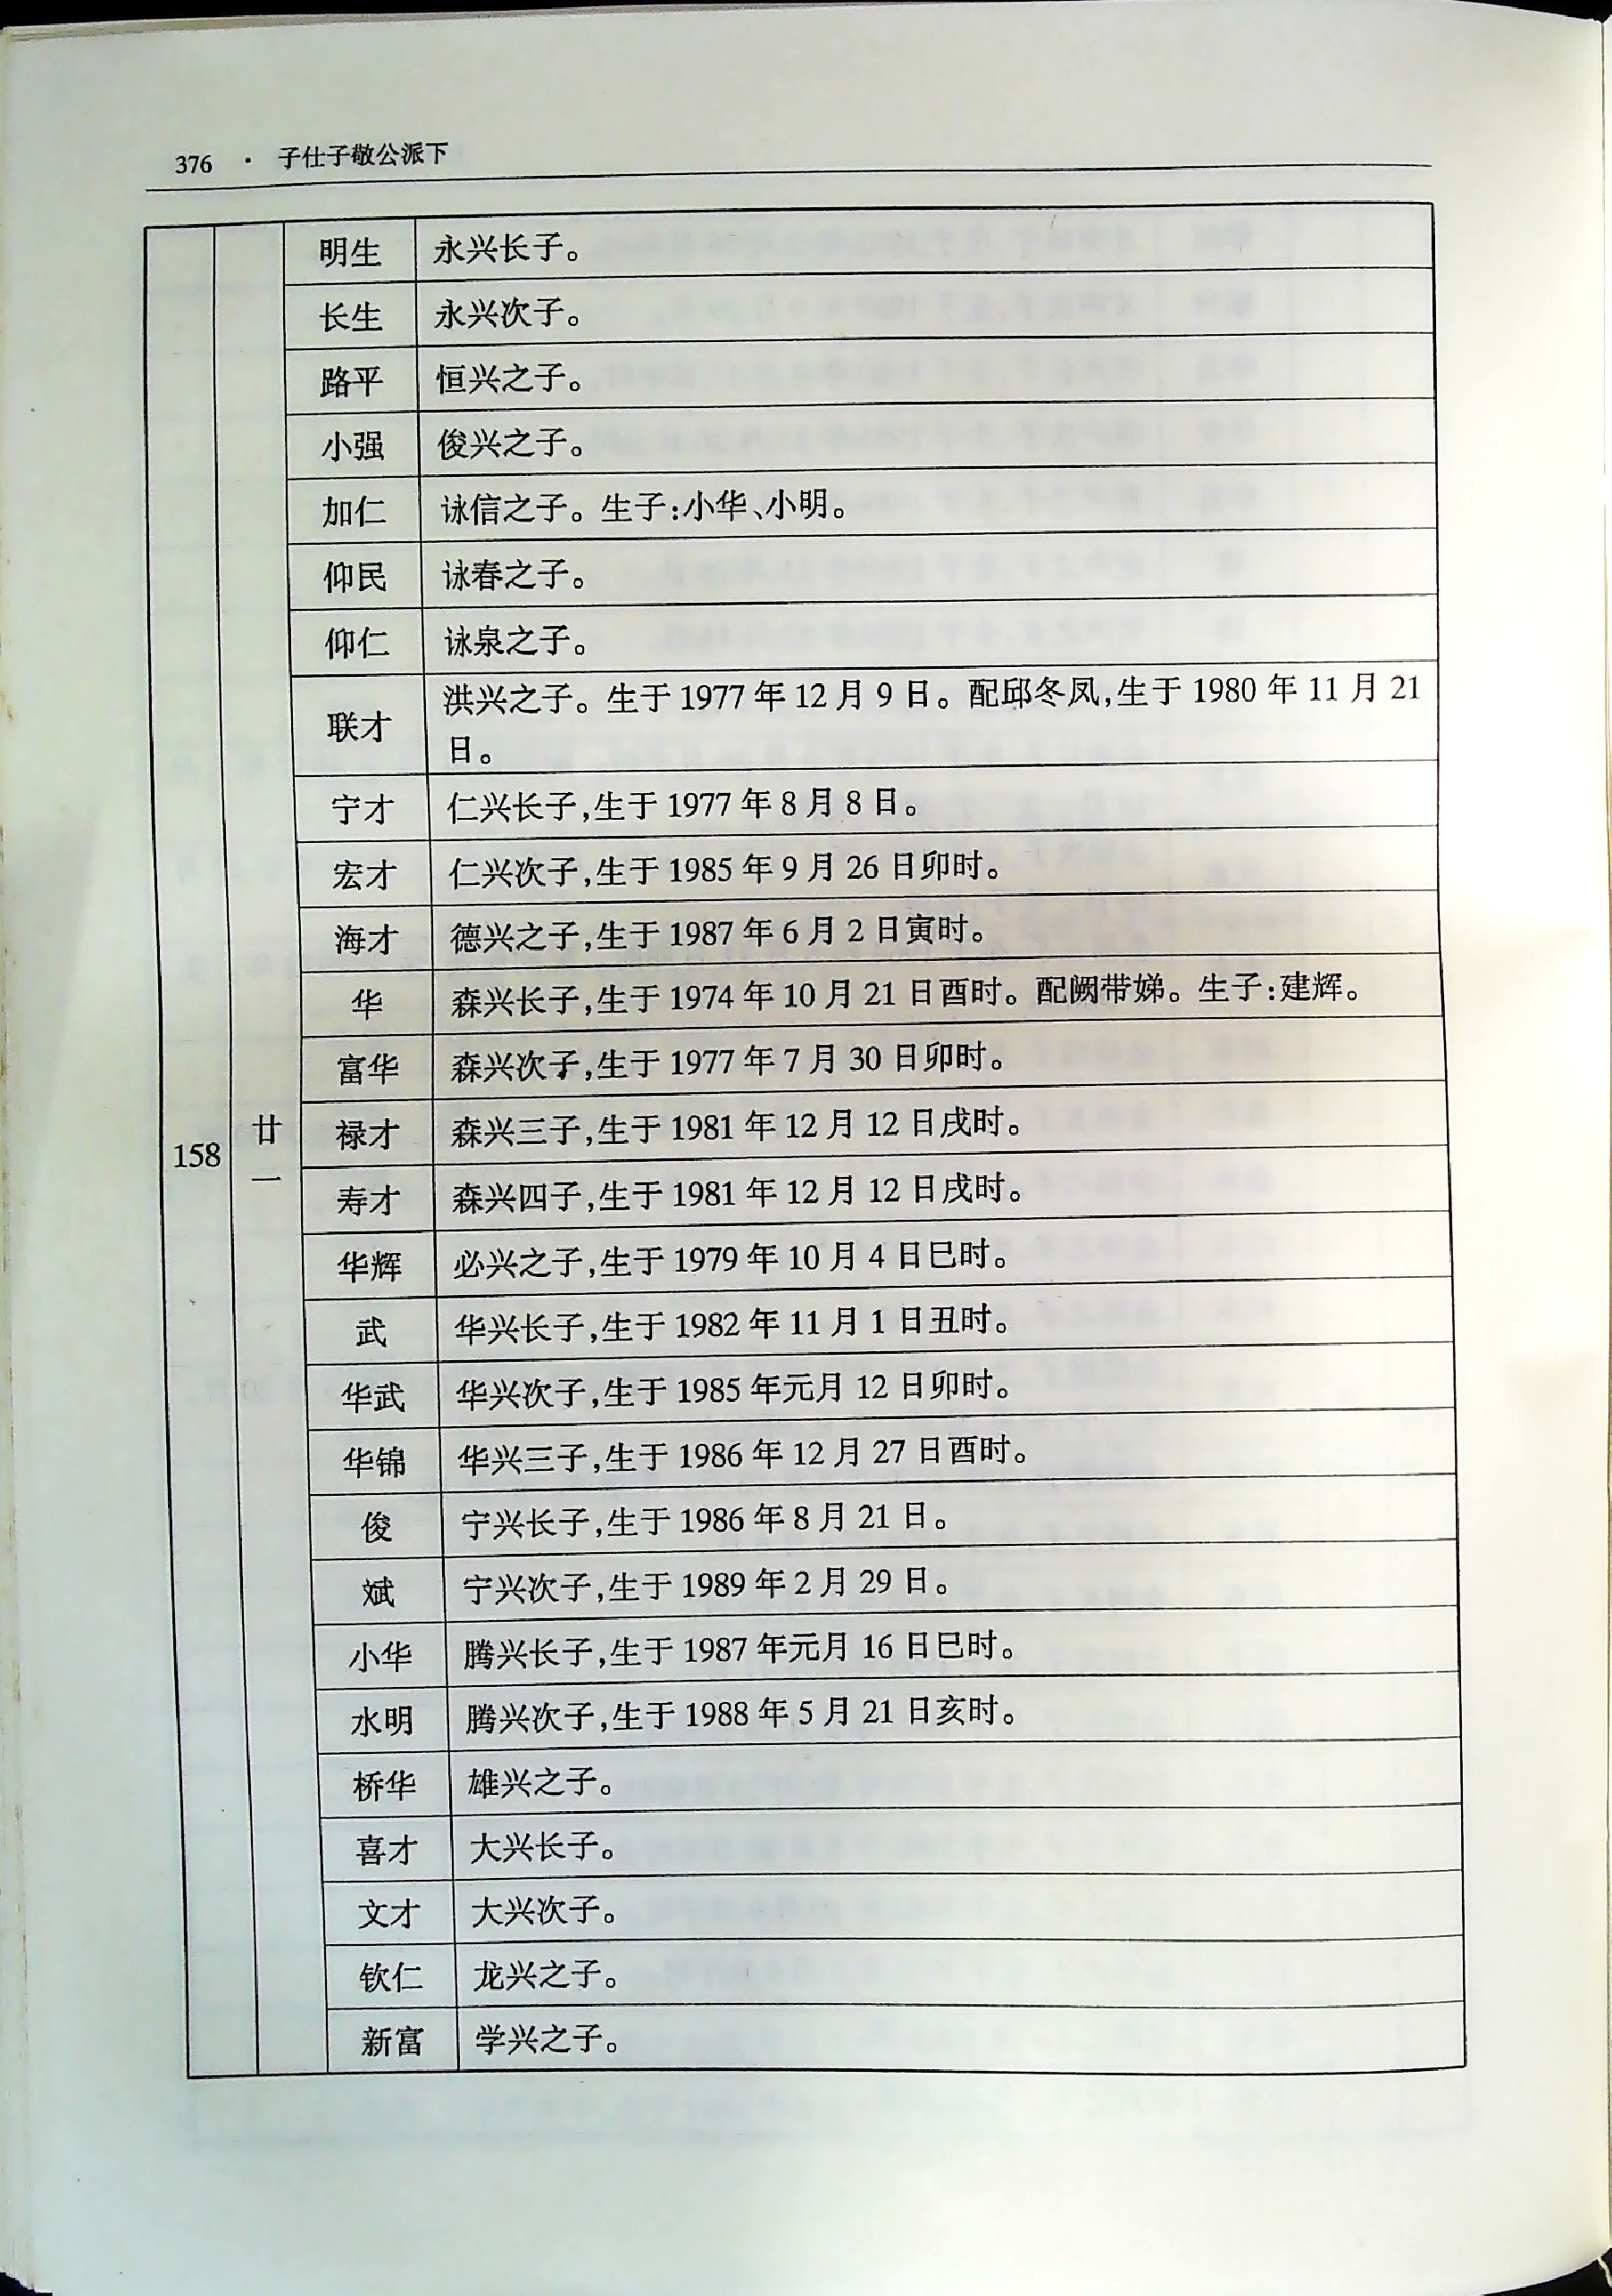 376 · 子仕子敬公派下
158
廿一
明生 永兴长子。
长生 永兴次子。
路平 恒兴之子。
小强 俊兴之子。
加仁 詠信之子。生子:小华、小明。
仰民 詠春之子。
仰仁 詠泉之子。
联才 洪兴之子。生于 1977 年 12 月 9 日。配邱冬凤,生于 1980 年 11 月 21
日。
宁才 仁兴长子,生于 1977 年 8 月 8 日。
宏才 仁兴次子,生于 1985 年 9 月 26 日卯时。
海才 德兴之子,生于 1987 年 6 月 2 日寅时。
华 森兴长子,生于 1974 年 10 月 21 日酉时。配阙带娣。生子:建辉。
富华 森兴次子,生于 1977 年 7 月 30 日卯时。
禄才 森兴三子,生于 1981 年 12 月 12 日戌时。
寿才 森兴四子,生于 1981 年 12 月 12 日戌时。
华辉 必兴之子,生于 1979 年 10 月 4 日巳时。
武 华兴长子,生于 1982 年 11 月 1 日丑时。
华武 华兴次子,生于 1985 年元月 12 日卯时。
华锦 华兴三子,生于 1986 年 12 月 27 日酉时。
俊 宁兴长子,生于 1986 年 8 月 21 日。
斌 宁兴次子,生于 1989 年 2 月 29 日。
小华 腾兴长子,生于 1987 年元月 16 日巳时。
水明 腾兴次子,生于 1988 年 5 月 21 日亥时。
桥华 雄兴之子。
喜才 大兴长子。
文才 大兴次子。
钦仁 龙兴之子。
新富 学兴之子。